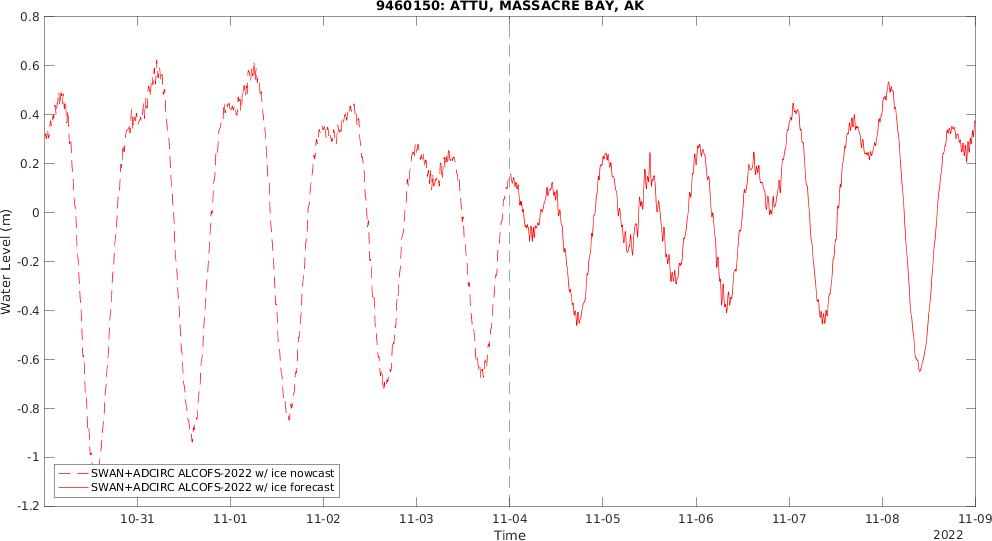 9460150: ATTU, MASSACRE BAY, AK
0.8
0.6
0.4
0.2
0
-0.2
-0.4
-0.6
-0.8
-1
-1.2
Water Level (m)
SWAN+ADCIRC ALCOFS-2022 w/ ice nowcast
SWAN+ADCIRC ALCOFS-2022 w/ ice forecast
10-31 11-01 11-02 11-03 11-04 11-05 11-06 11-07 11-08 11-09
Time
2022